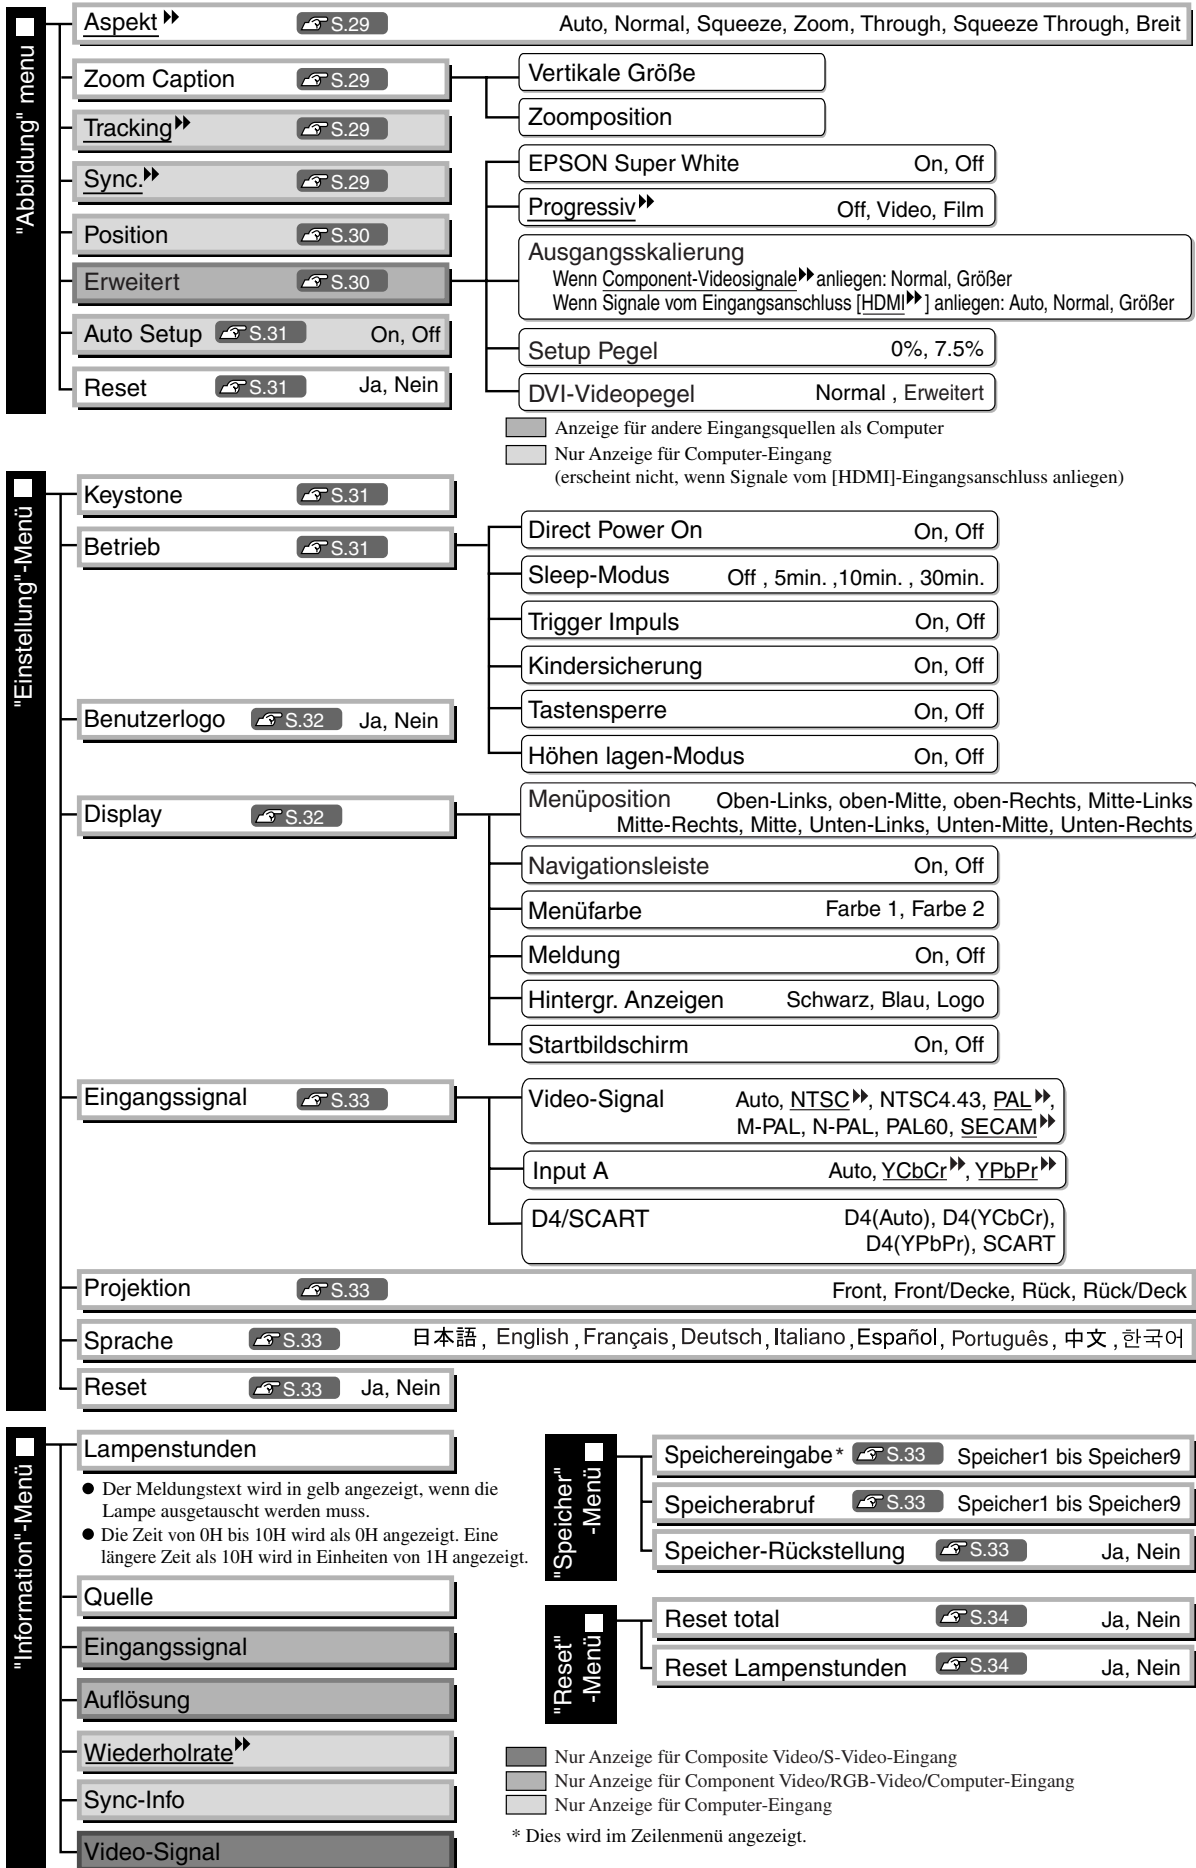 "Abbildung" menu
Aspekt S.29 Auto, Normal, Squeeze, Zoom, Through, Squeeze Through, Breit
Zoom Caption S.29
Vertikale Größe
Zoomposition
Tracking S.29
Sync. S.29
Position S.30
Erweitert S.30
EPSON Super White On, Off
Progressiv Off, Video, Film
Ausgangsskalierung
Wenn Component-Videosignale anliegen: Normal, Größer
Wenn Signale vom Eingangsanschluss [HDMI] anliegen: Auto, Normal, Größer
Setup Pegel 0%, 7.5%
DVI-Videopegel Normal , Erweitert
Auto Setup S.31 On, Off
Reset S.31 Ja, Nein
Anzeige für andere Eingangsquellen als Computer
Nur Anzeige für Computer-Eingang
(erscheint nicht, wenn Signale vom [HDMI]-Eingangsanschluss anliegen)
"Einstellung"-Menü
Keystone S.31
Betrieb S.31
Direct Power On On, Off
Sleep-Modus Off , 5min. ,10min. , 30min.
Trigger Impuls On, Off
Kindersicherung On, Off
Tastensperre On, Off
Höhen lagen-Modus On, Off
Benutzerlogo S.32 Ja, Nein
Display S.32
Menüposition Oben-Links, oben-Mitte, oben-Rechts, Mitte-Links
Mitte-Rechts, Mitte, Unten-Links, Unten-Mitte, Unten-Rechts
Navigationsleiste On, Off
Menüfarbe Farbe 1, Farbe 2
Meldung On, Off
Hintergr. Anzeigen Schwarz, Blau, Logo
Startbildschirm On, Off
Eingangssignal S.33
Video-Signal Auto, NTSC, NTSC4.43, PAL,
M-PAL, N-PAL, PAL60, SECAM
Input A Auto, YCbCr, YPbPr
D4/SCART D4(Auto), D4(YCbCr),
D4(YPbPr), SCART
Projektion S.33 Front, Front/Decke, Rück, Rück/Deck
Sprache S.33 日本語, English, Français, Deutsch, Italiano, Español, Português, 中文, 한국어
Reset S.33 Ja, Nein
"Information"-Menü
Lampenstunden
● Der Meldungstext wird in gelb angezeigt, wenn die
Lampe ausgetauscht werden muss.
● Die Zeit von 0H bis 10H wird als 0H angezeigt. Eine
längere Zeit als 10H wird in Einheiten von 1H angezeigt.
Quelle
Eingangssignal
Auflösung
Wiederholrate
Sync-Info
Video-Signal
"Speicher"
-Menü
Speichereingabe* S.33 Speicher1 bis Speicher9
Speicherabruf S.33 Speicher1 bis Speicher9
Speicher-Rückstellung S.33 Ja, Nein
"Reset"
-Menü
Reset total S.34 Ja, Nein
Reset Lampenstunden S.34 Ja, Nein
Nur Anzeige für Composite Video/S-Video-Eingang
Nur Anzeige für Component Video/RGB-Video/Computer-Eingang
Nur Anzeige für Computer-Eingang
* Dies wird im Zeilenmenü angezeigt.